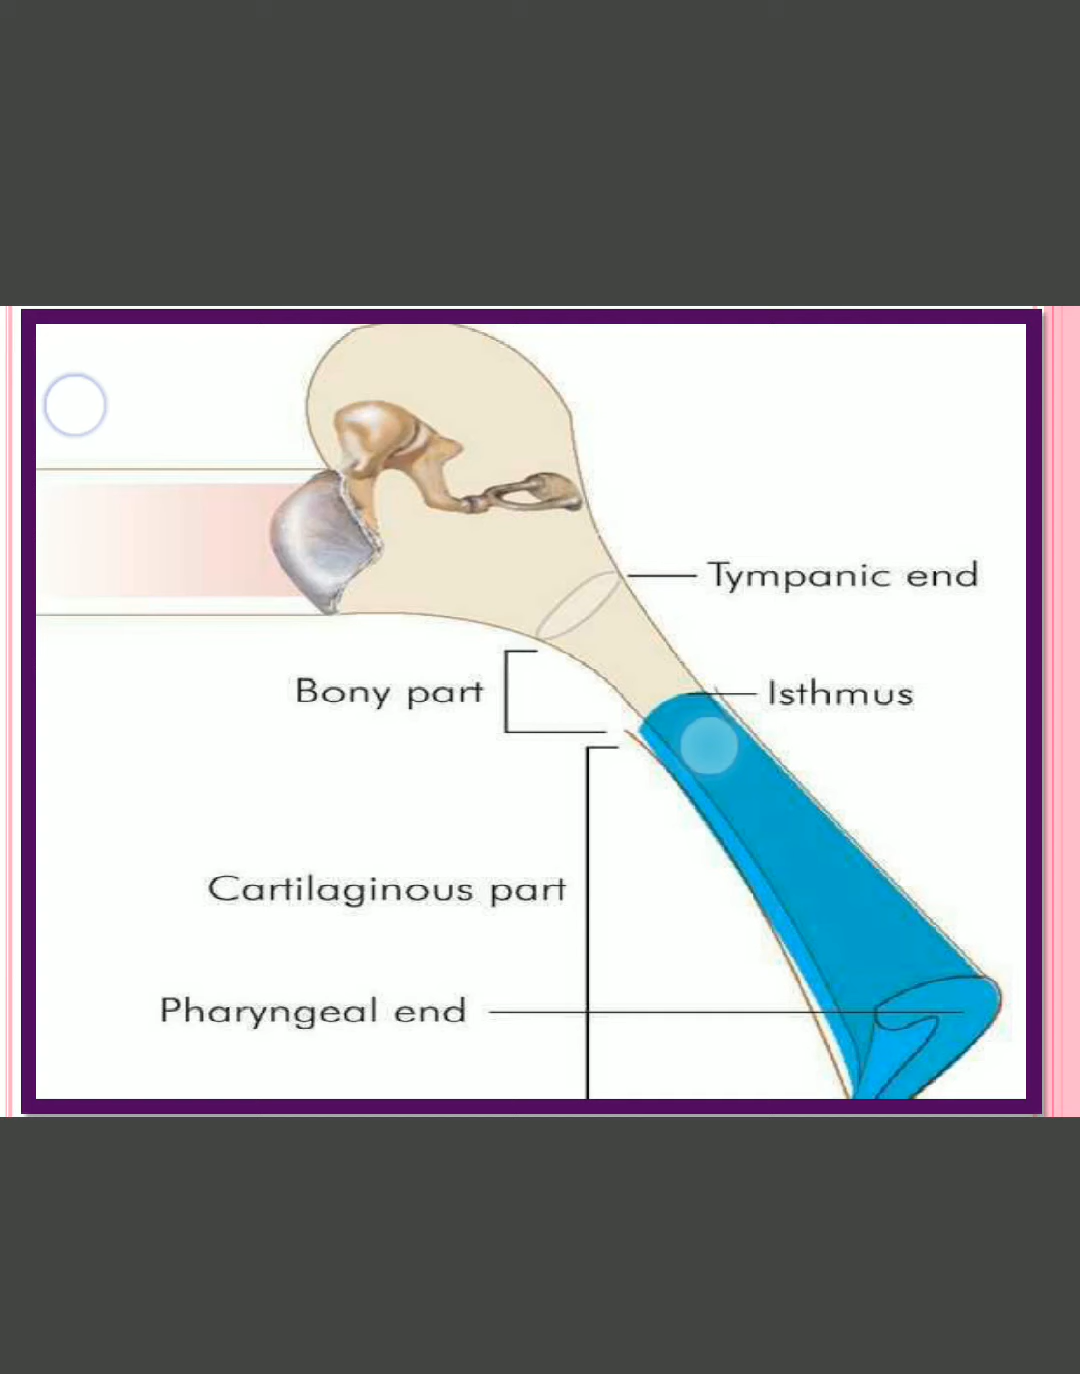 Tympanic end
Bony part
Isthmus
Cartilaginous part
Pharyngeal end